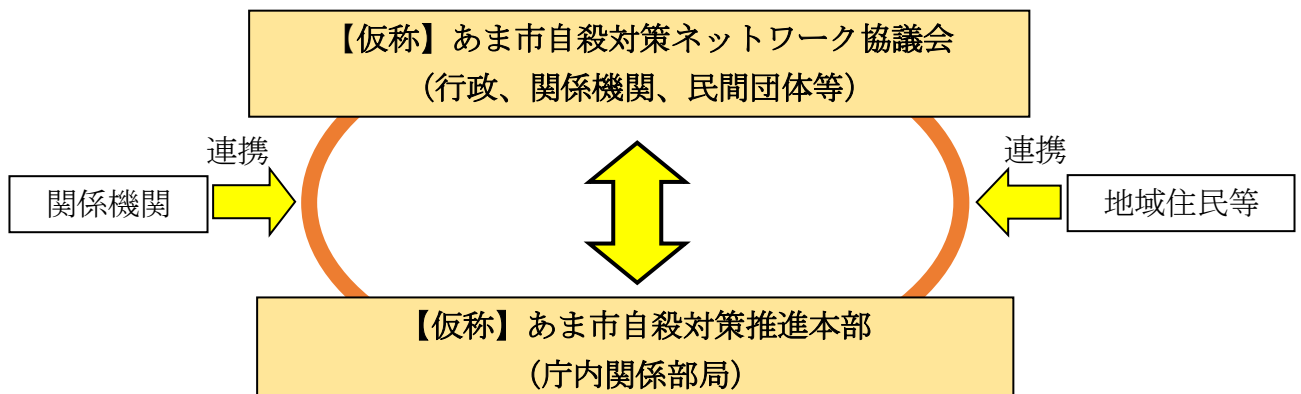 【仮称】あま市自殺対策ネットワーク協議会
（行政、関係機関、民間団体等）
連携
連携
関係機関
地域住民等
【仮称】あま市自殺対策推進本部
（庁内関係部局）